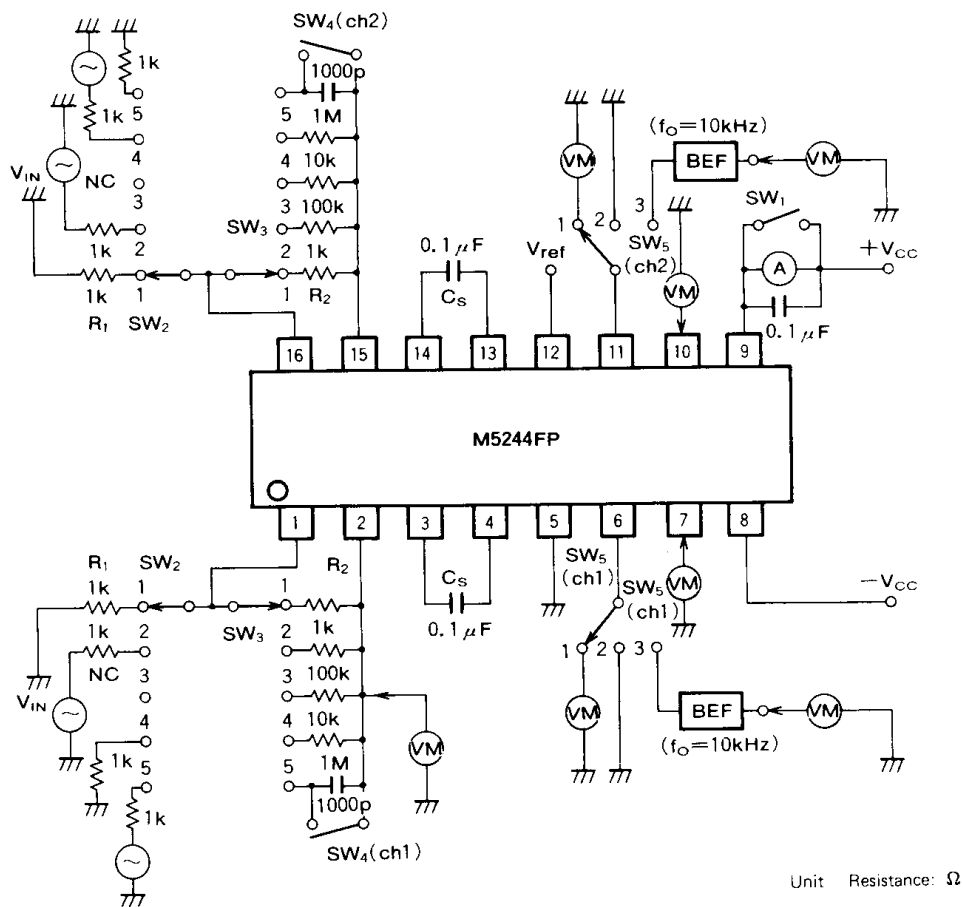 SW4(ch2)
1k
1000p
5
5
1k
1M
4
4
(fO=10kHz)
VM
BEF
VM
VIN
NC
10k
3
3
3
SW1
SW3
100k
1
2
SW5
(ch2)
2
2
0.1μF
Vref
+VCC
1k
1k
VM
A
1k
1
1
R2
CS
0.1μF
R1
SW2
16
15
14
13
12
11
10
9
M5244FP
1
2
3
4
5
6
7
8
R1
SW2
R2
SW5
(ch1)
1k
1
1
CS
SW5
(ch1)
VM
-VCC
1k
SW3
1k
0.1μF
2
2
1
2
3
NC
100k
3
3
VIN
10k
VM
BEF
VM
4
4
VM
(fO=10kHz)
1k
5
5
1M
1k
1000p
SW4(ch1)
Unit Resistance: Ω